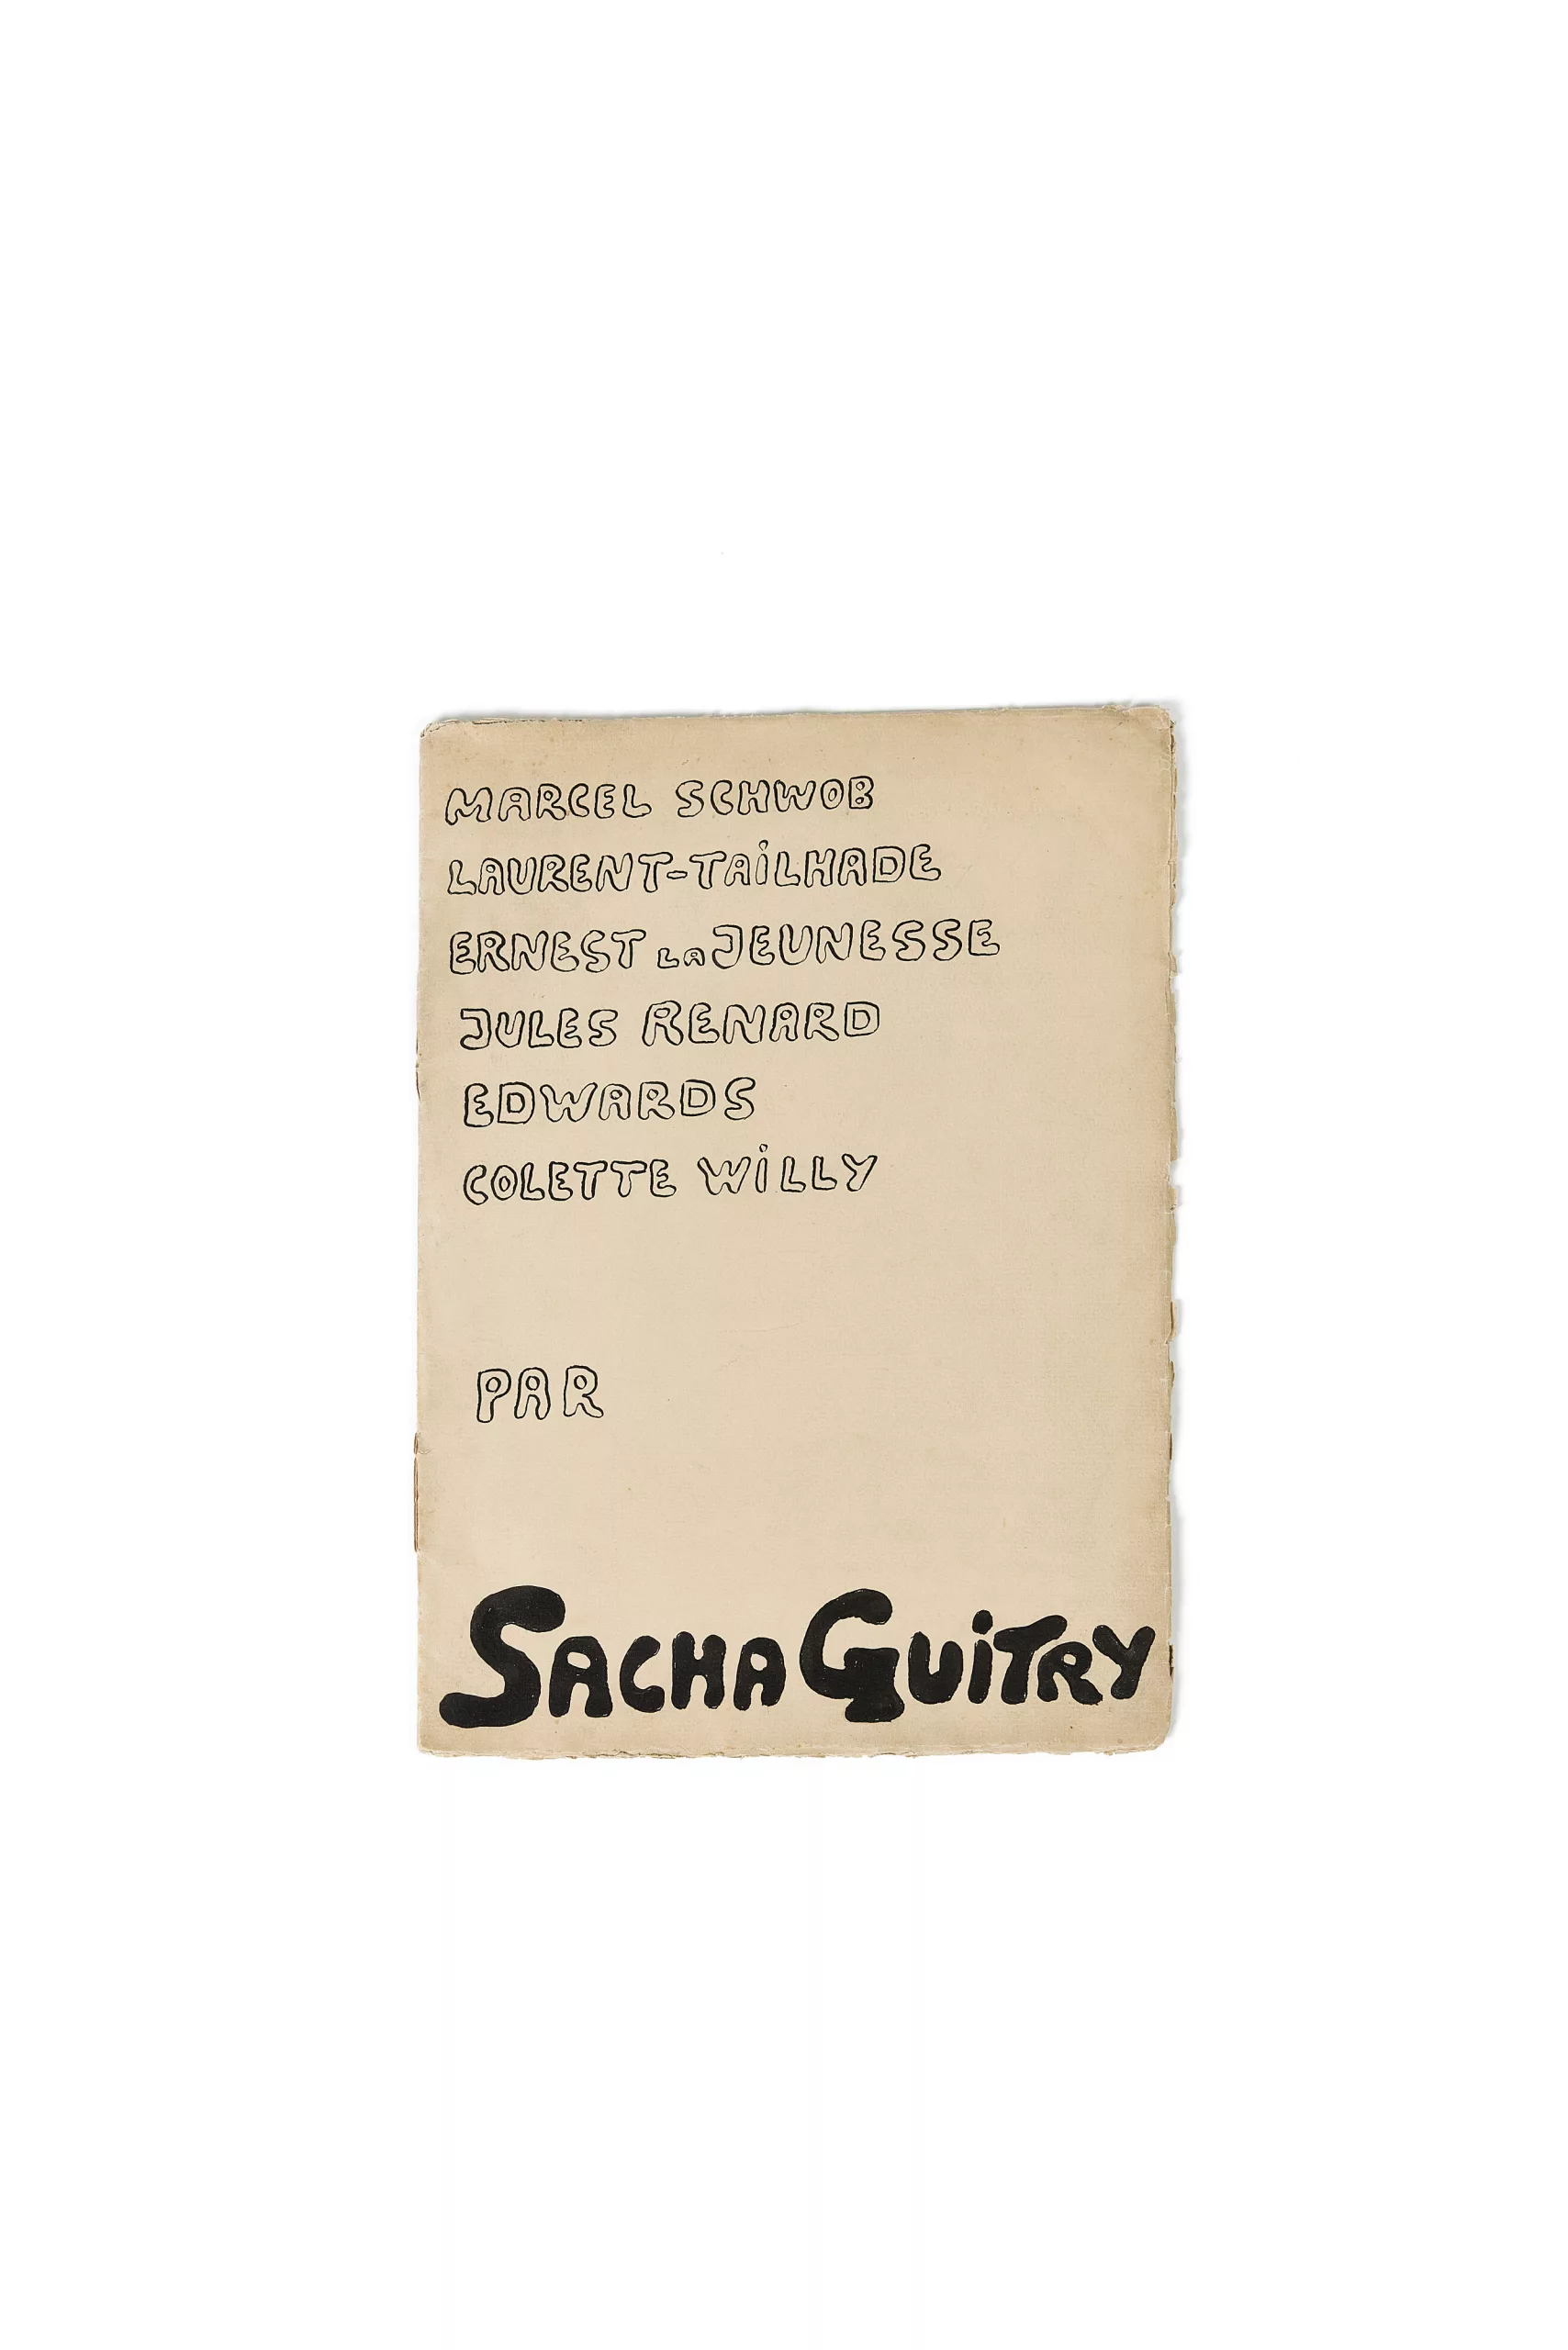 MARCEL SCHWOB
LAURENT-TAiLHADE
ERNEST LA JEUNESSE
JULES RENARD
EDWARDS
COLETTE WiLLY
PAR
SACHA GUiTRY